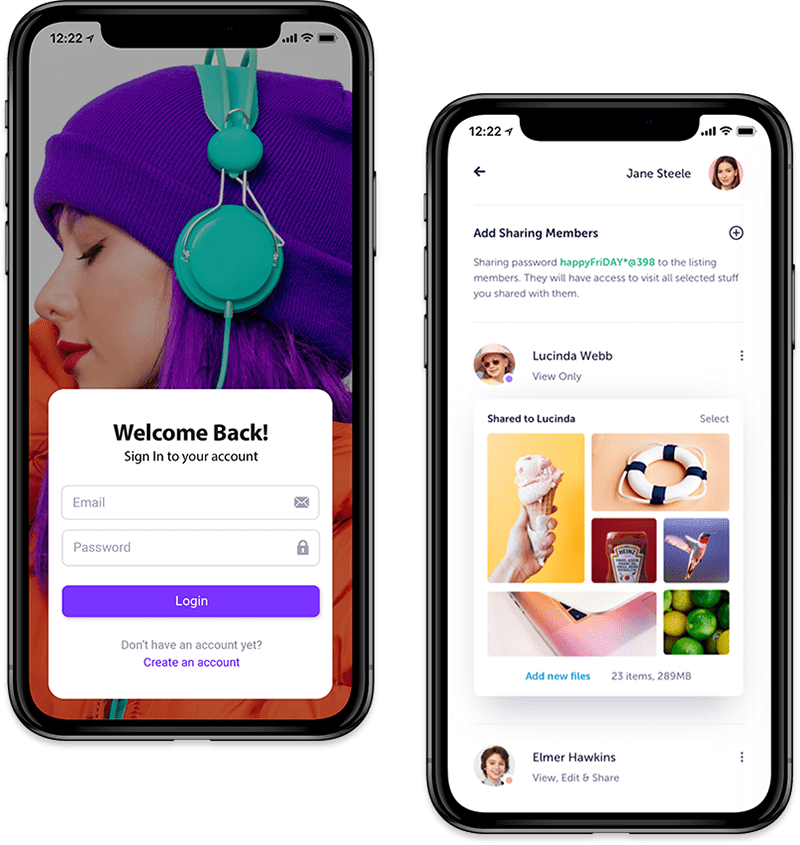 12:22
Welcome Back!
Sign In to your account
Email
Password
Login
Don't have an account yet?
Create an account
12:22
Jane Steele
Add Sharing Members
Sharing password happyFriDAY*@398 to the listing
members. They will have access to visit all selected stuff
you shared with them.
Lucinda Webb
View Only
Shared to Lucinda
Select
HEINZ
Add new files
23 items, 289MB
Elmer Hawkins
View, Edit & Share